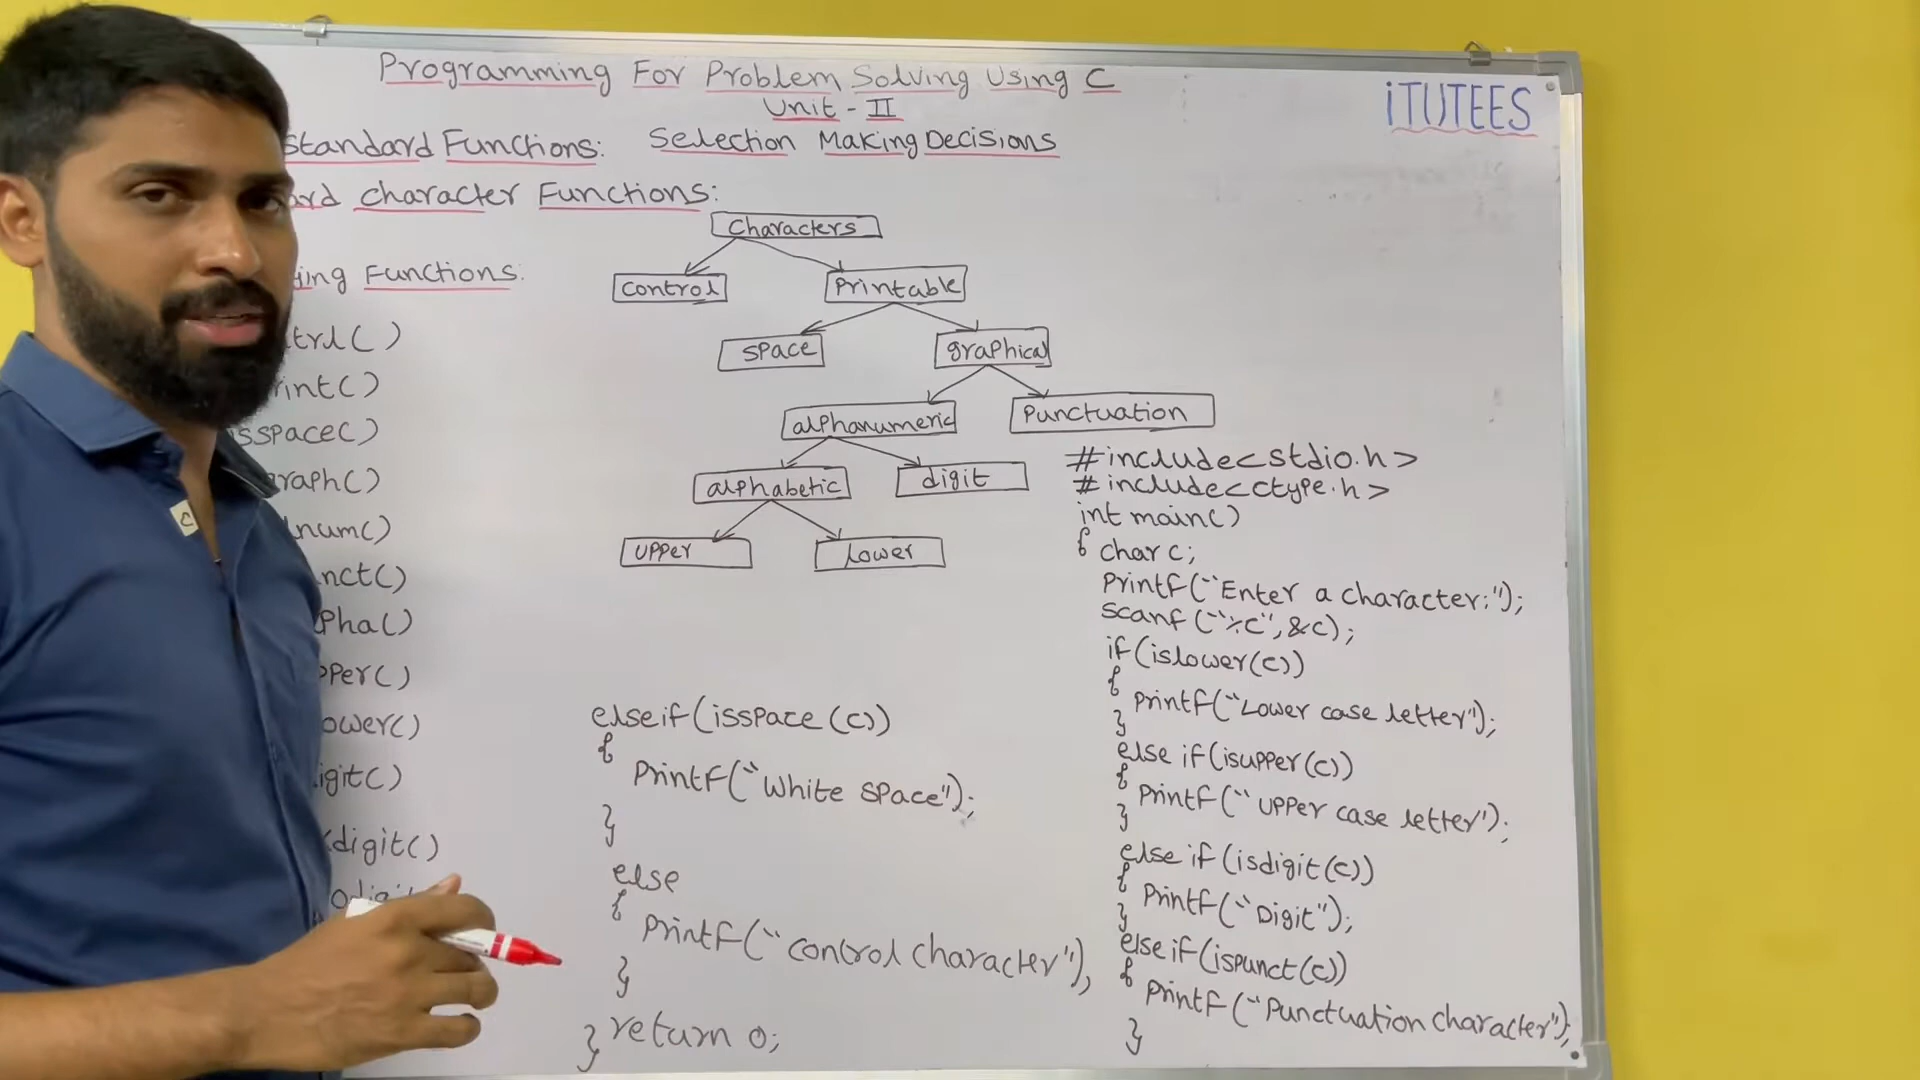 Programming For Problem Solving Using C
Unit - II
iTUTEES
Standard Functions: Selection Making Decisions
character Functions:
Functions:
Characters
control
Printable
space
graphical
alphanumeric
Punctuation
alphabetic
digit
upper
lower
trl( )
rint( )
isspace( )
raph( )
num( )
nct( )
pha( )
pper( )
ower( )
igit( )
digit( )
#include<stdio.h>
#include<ctype.h>
int main( )
{ char c;
printf("Enter a character:");
scanf("%c",&c);
if(islower(c))
{
printf("Lower case letter");
}
else if(isupper(c))
{
printf("upper case letter");
}
else if(isdigit(c))
{
printf("Digit");
}
else if(ispunct(c))
{
printf("Punctuation character");
}
elseif(isspace(c))
{
printf("White space");
}
else
{
printf("control character"),
}
} return 0;
C